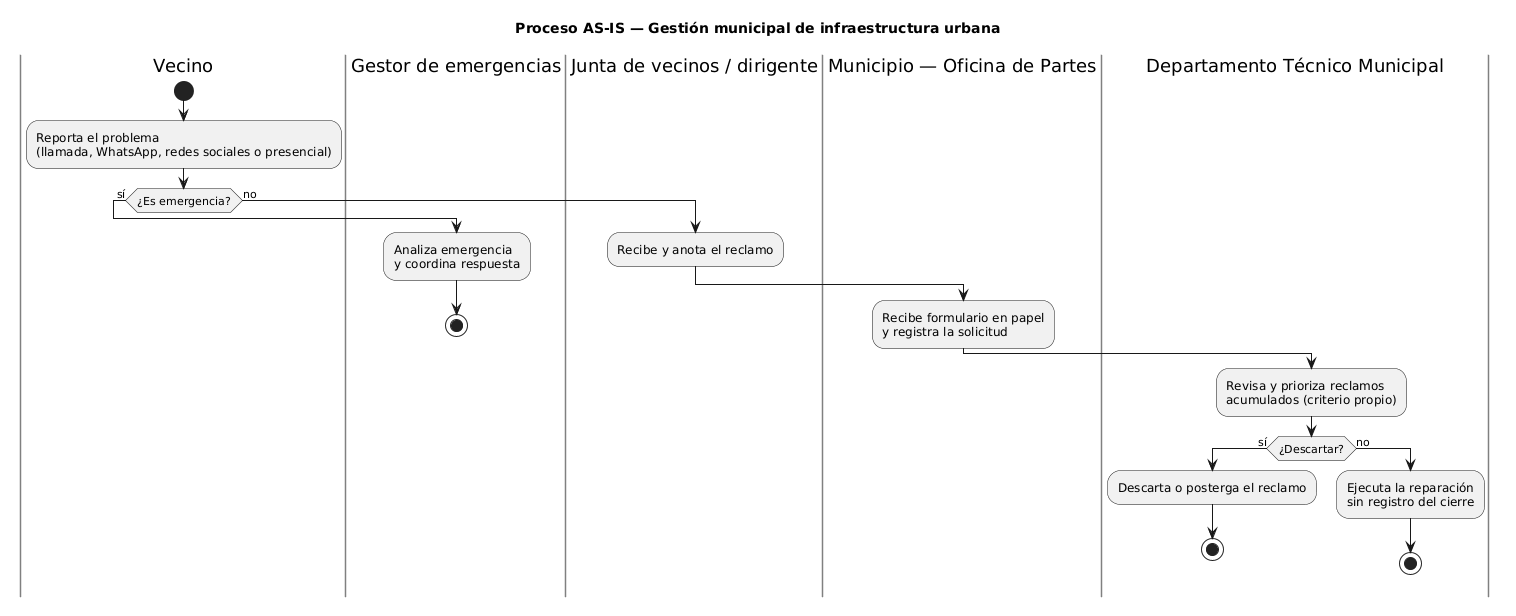 Proceso AS-IS — Gestión municipal de infraestructura urbana
Vecino
Gestor de emergencias
Junta de vecinos / dirigente
Municipio — Oficina de Partes
Departamento Técnico Municipal
Reporta el problema
(llamada, WhatsApp, redes sociales o presencial)
sí
¿Es emergencia?
no
Analiza emergencia
y coordina respuesta
Recibe y anota el reclamo
Recibe formulario en papel
y registra la solicitud
Revisa y prioriza reclamos
acumulados (criterio propio)
sí
¿Descartar?
no
Descarta o posterga el reclamo
Ejecuta la reparación
sin registro del cierre